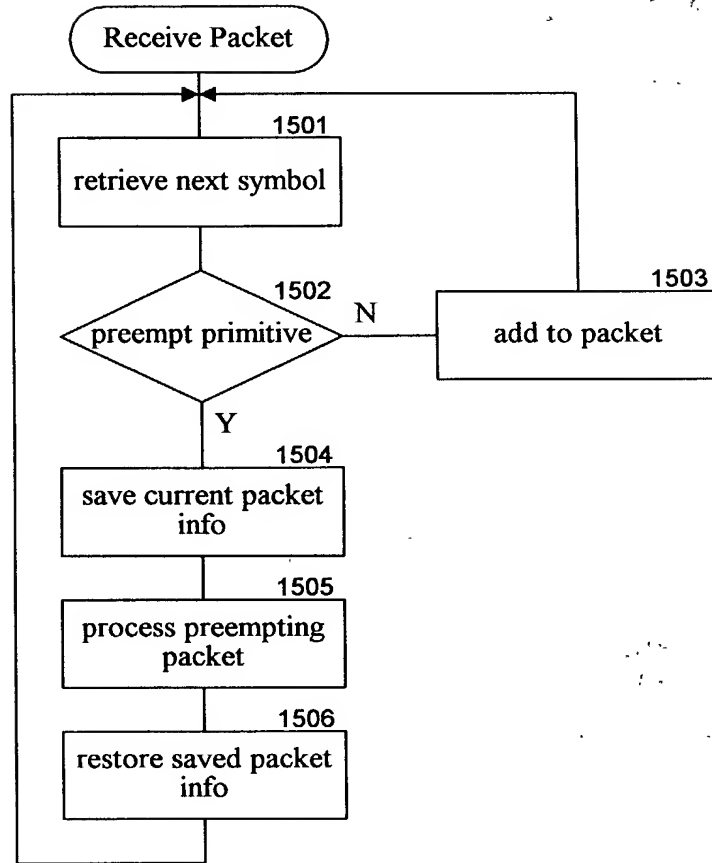 Receive Packet
1501
retrieve next symbol
1502
preempt primitive
N
1503
add to packet
Y
1504
save current packet
info
1505
process preempting
packet
1506
restore saved packet
info